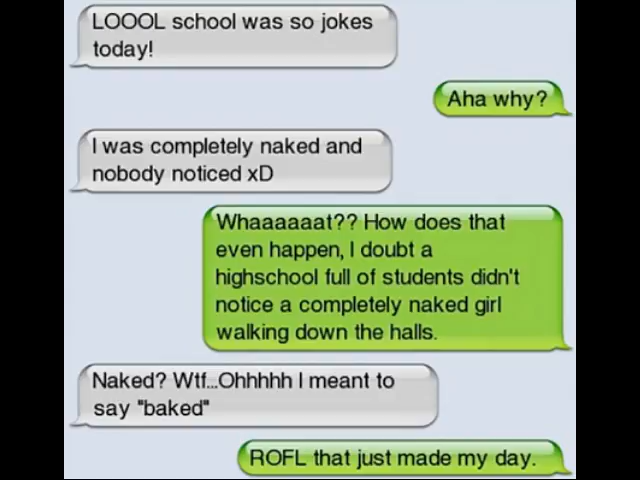 LOOOL school was so jokes
today!
Aha why?
I was completely naked and
nobody noticed xD
Whaaaaaat?? How does that
even happen, I doubt a
highschool full of students didn't
notice a completely naked girl
walking down the halls.
Naked? Wtf...Ohhhhh I meant to
say "baked"
ROFL that just made my day.